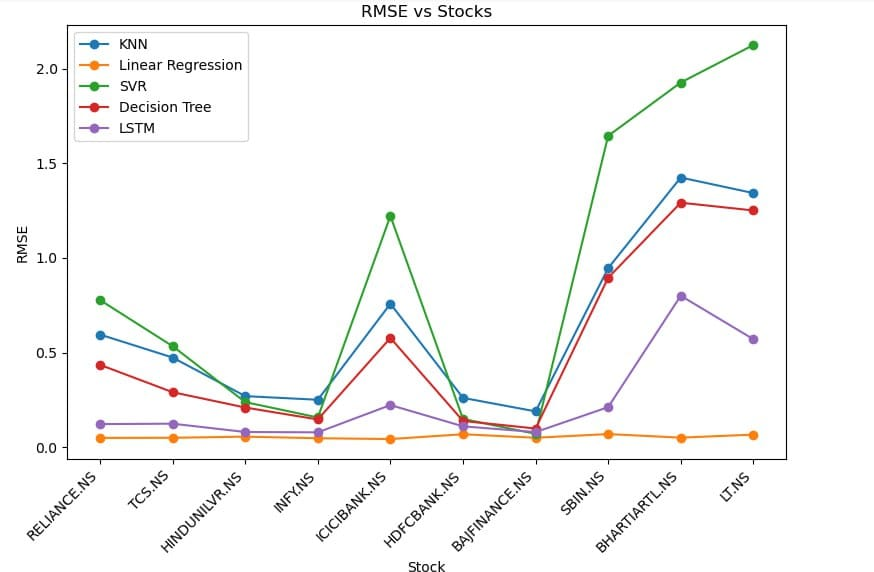 RMSE vs Stocks
KNN
Linear Regression
SVR
Decision Tree
LSTM
RMSE
2.0
1.5
1.0
0.5
0.0
RELIANCE.NS
TCS.NS
HINDUNILVR.NS
INFY.NS
ICICIBANK.NS
HDFCBANK.NS
BAJFINANCE.NS
SBIN.NS
BHARTIARTL.NS
LT.NS
Stock